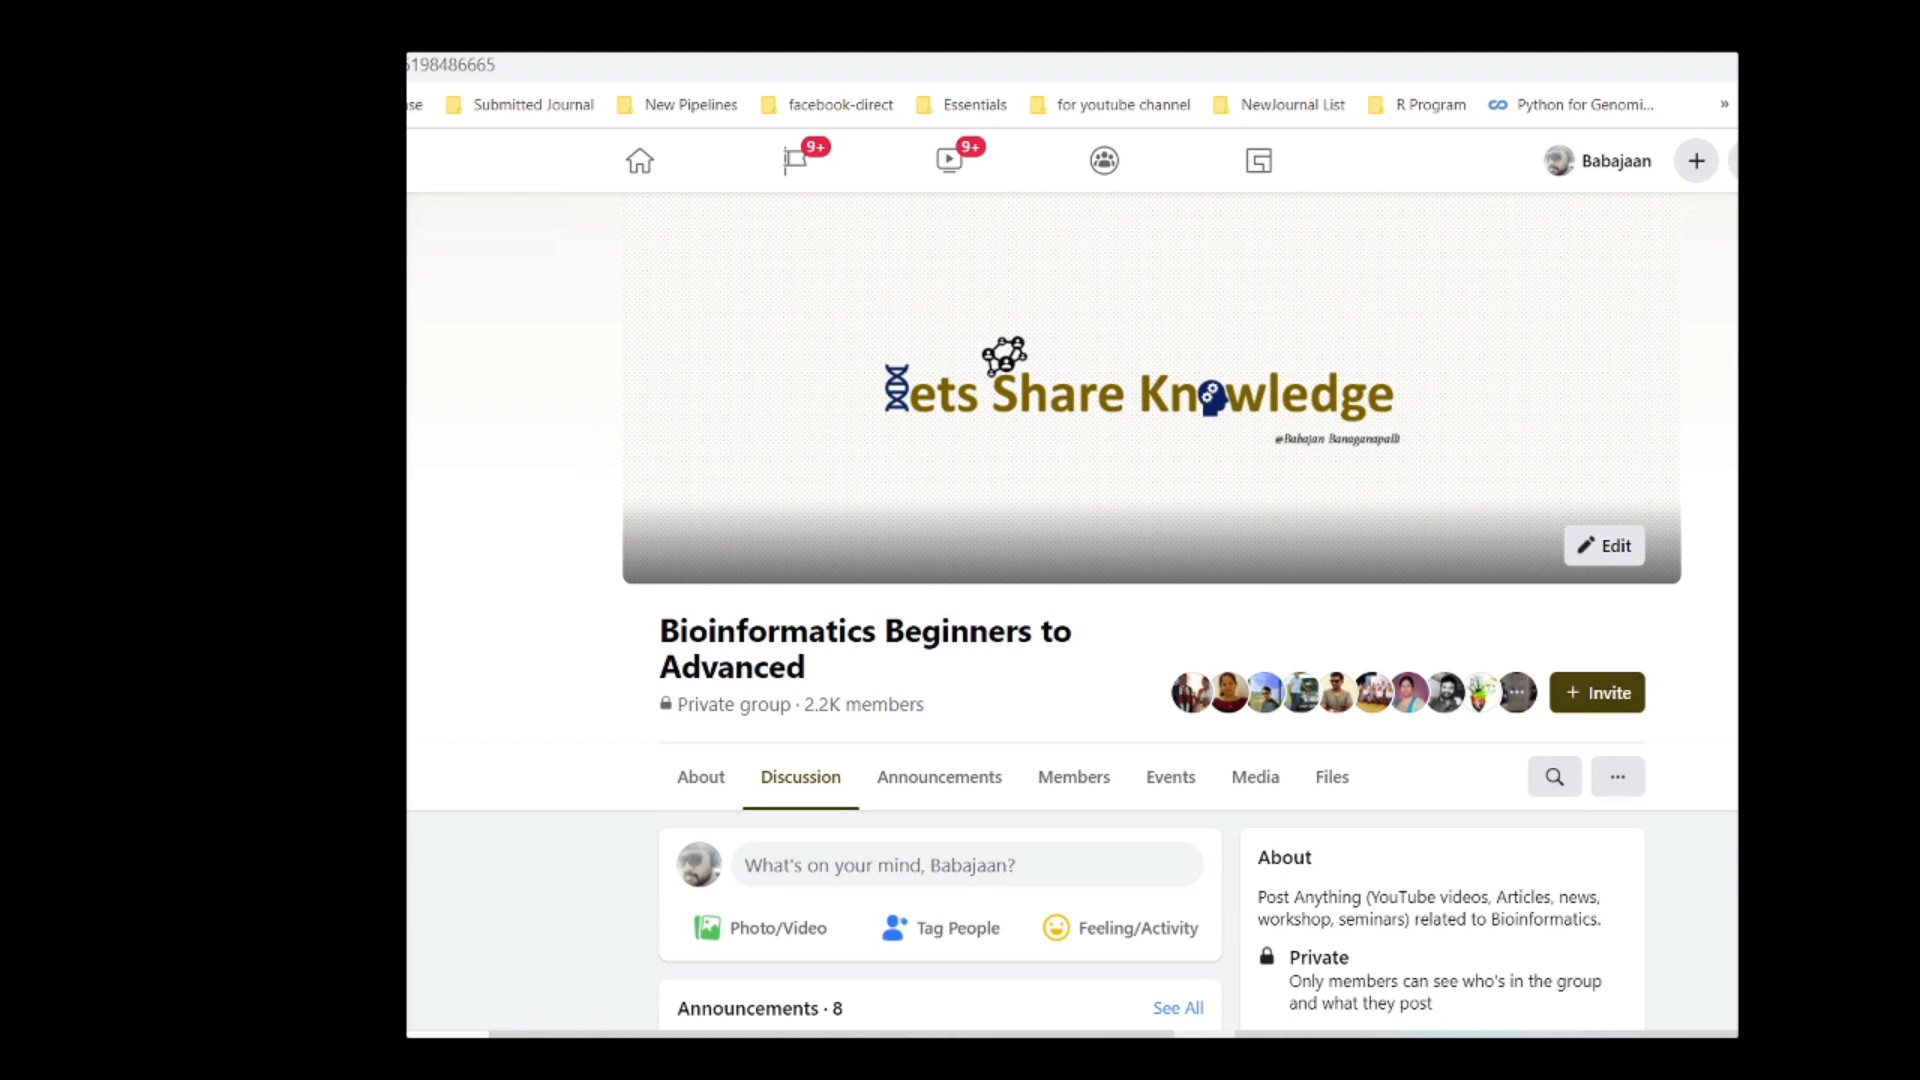 5198486665
se
Submitted Journal
New Pipelines
facebook-direct
Essentials
for youtube channel
NewJournal List
R Program
Python for Genomi...
»
9+
9+
Babajaan
Lets Share Knowledge
@Babajan Banaganapalli
Edit
Bioinformatics Beginners to
Advanced
Private group · 2.2K members
+ Invite
About
Discussion
Announcements
Members
Events
Media
Files
What's on your mind, Babajaan?
Photo/Video
Tag People
Feeling/Activity
Announcements · 8
See All
About
Post Anything (YouTube videos, Articles, news,
workshop, seminars) related to Bioinformatics.
Private
Only members can see who's in the group
and what they post